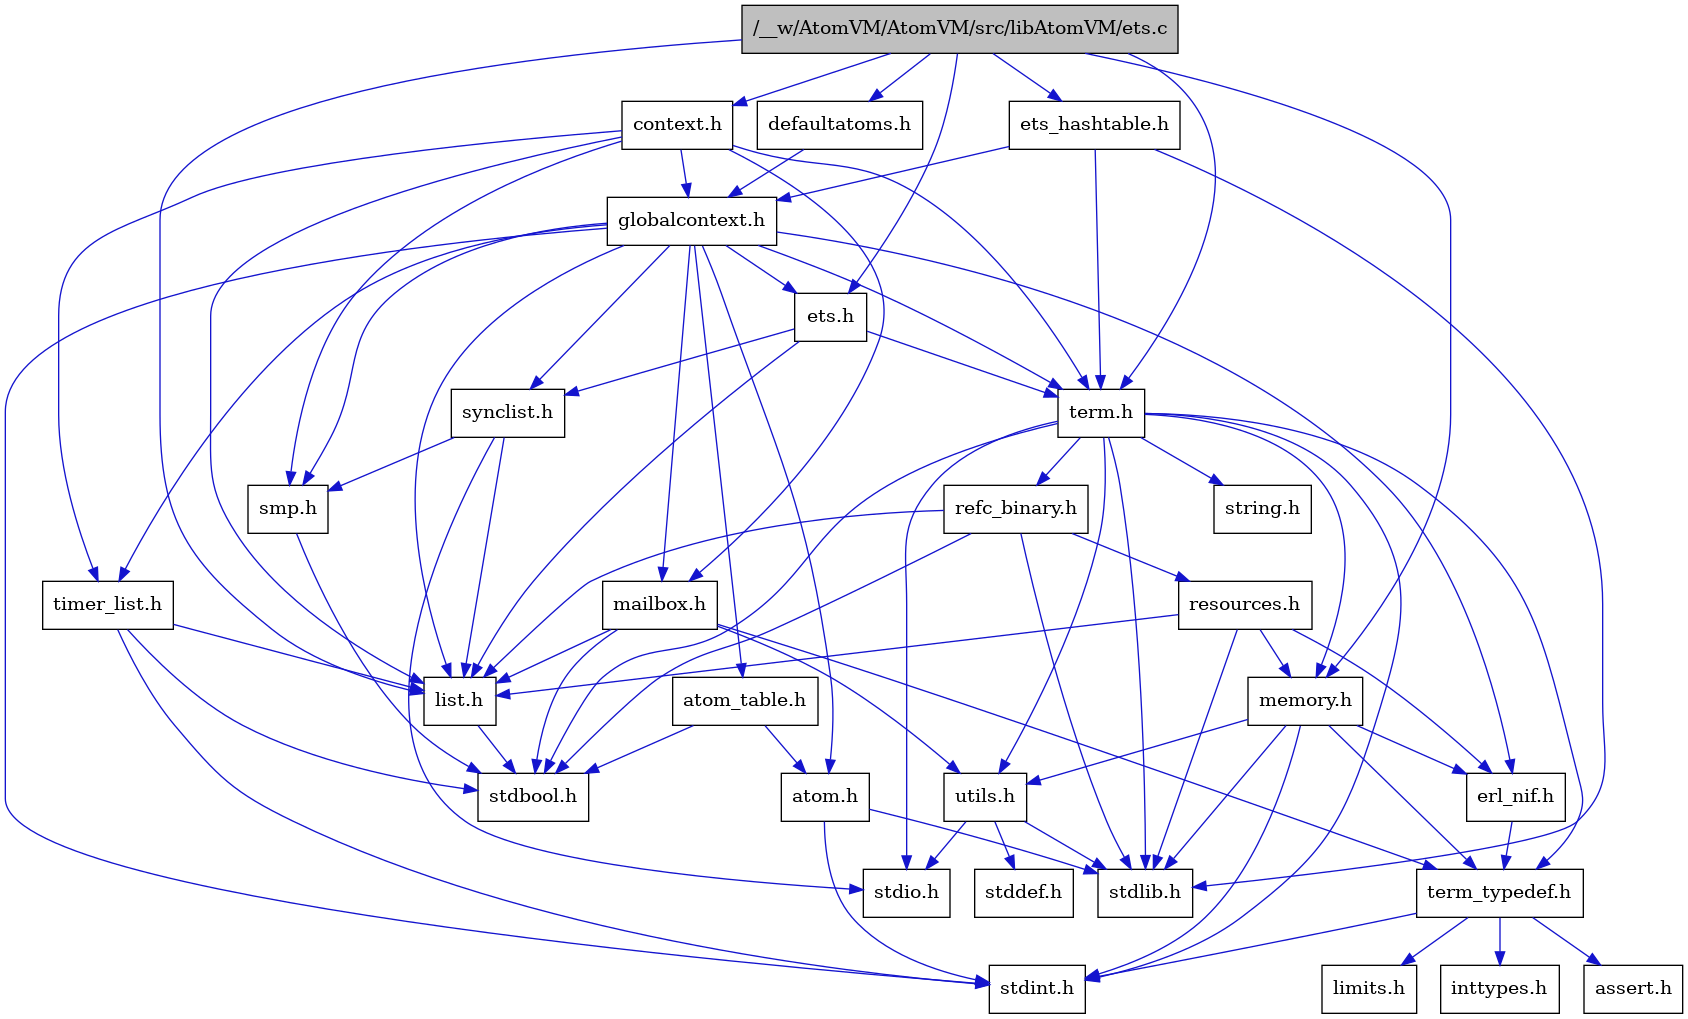 /__w/AtomVM/AtomVM/src/libAtomVM/ets.c
context.h
defaultatoms.h
ets_hashtable.h
globalcontext.h
ets.h
synclist.h
term.h
smp.h
refc_binary.h
string.h
timer_list.h
mailbox.h
resources.h
list.h
atom_table.h
memory.h
stdbool.h
atom.h
utils.h
erl_nif.h
stdio.h
stddef.h
stdlib.h
term_typedef.h
stdint.h
limits.h
inttypes.h
assert.h